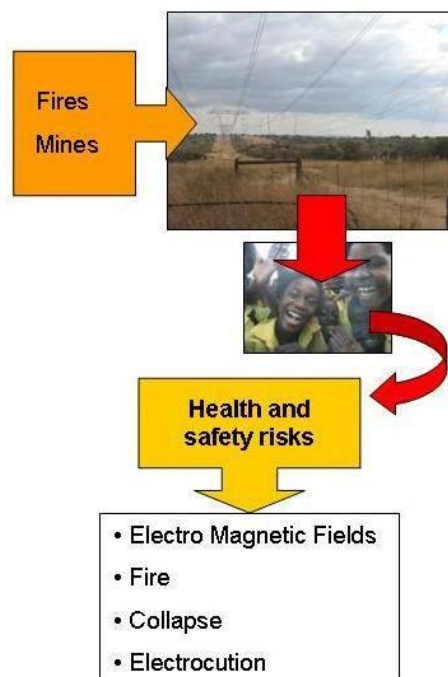 Fires
Mines
Health and
safety risks
• Electro Magnetic Fields
• Fire
• Collapse
• Electrocution